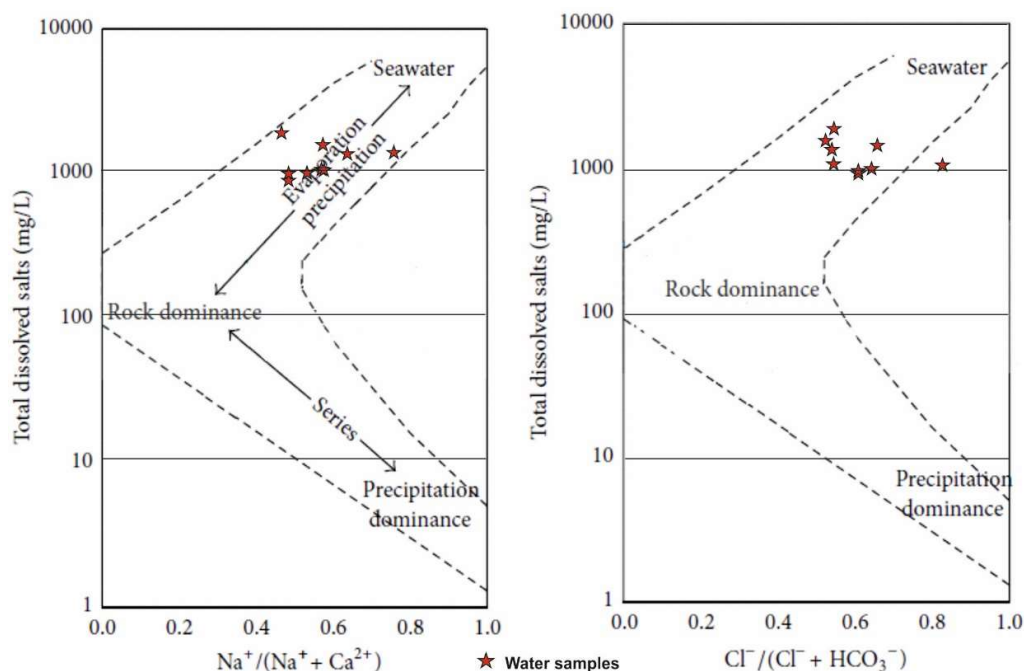 10000
1000
100
10
1
Total dissolved salts (mg/L)
Seawater
Evaporation
precipitation
Rock dominance
Series
Precipitation
dominance
0.0 0.2 0.4 0.6 0.8 1.0
Na⁺/(Na⁺ + Ca²⁺)
10000
1000
100
10
1
Total dissolved salts (mg/L)
Seawater
Rock dominance
Precipitation
dominance
0.0 0.2 0.4 0.6 0.8 1.0
Cl⁻/(Cl⁻ + HCO₃⁻)
Water samples